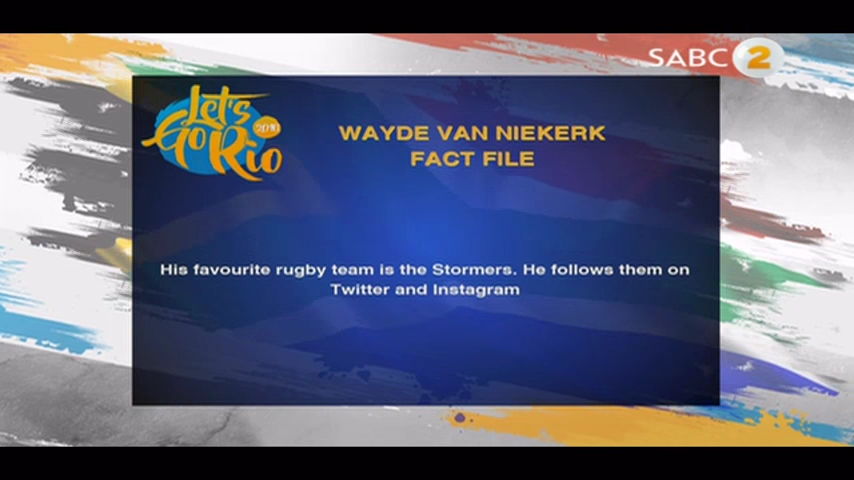 SABC 2
Let's
Go Rio
2016
WAYDE VAN NIEKERK
FACT FILE
His favourite rugby team is the Stormers. He follows them on
Twitter and Instagram